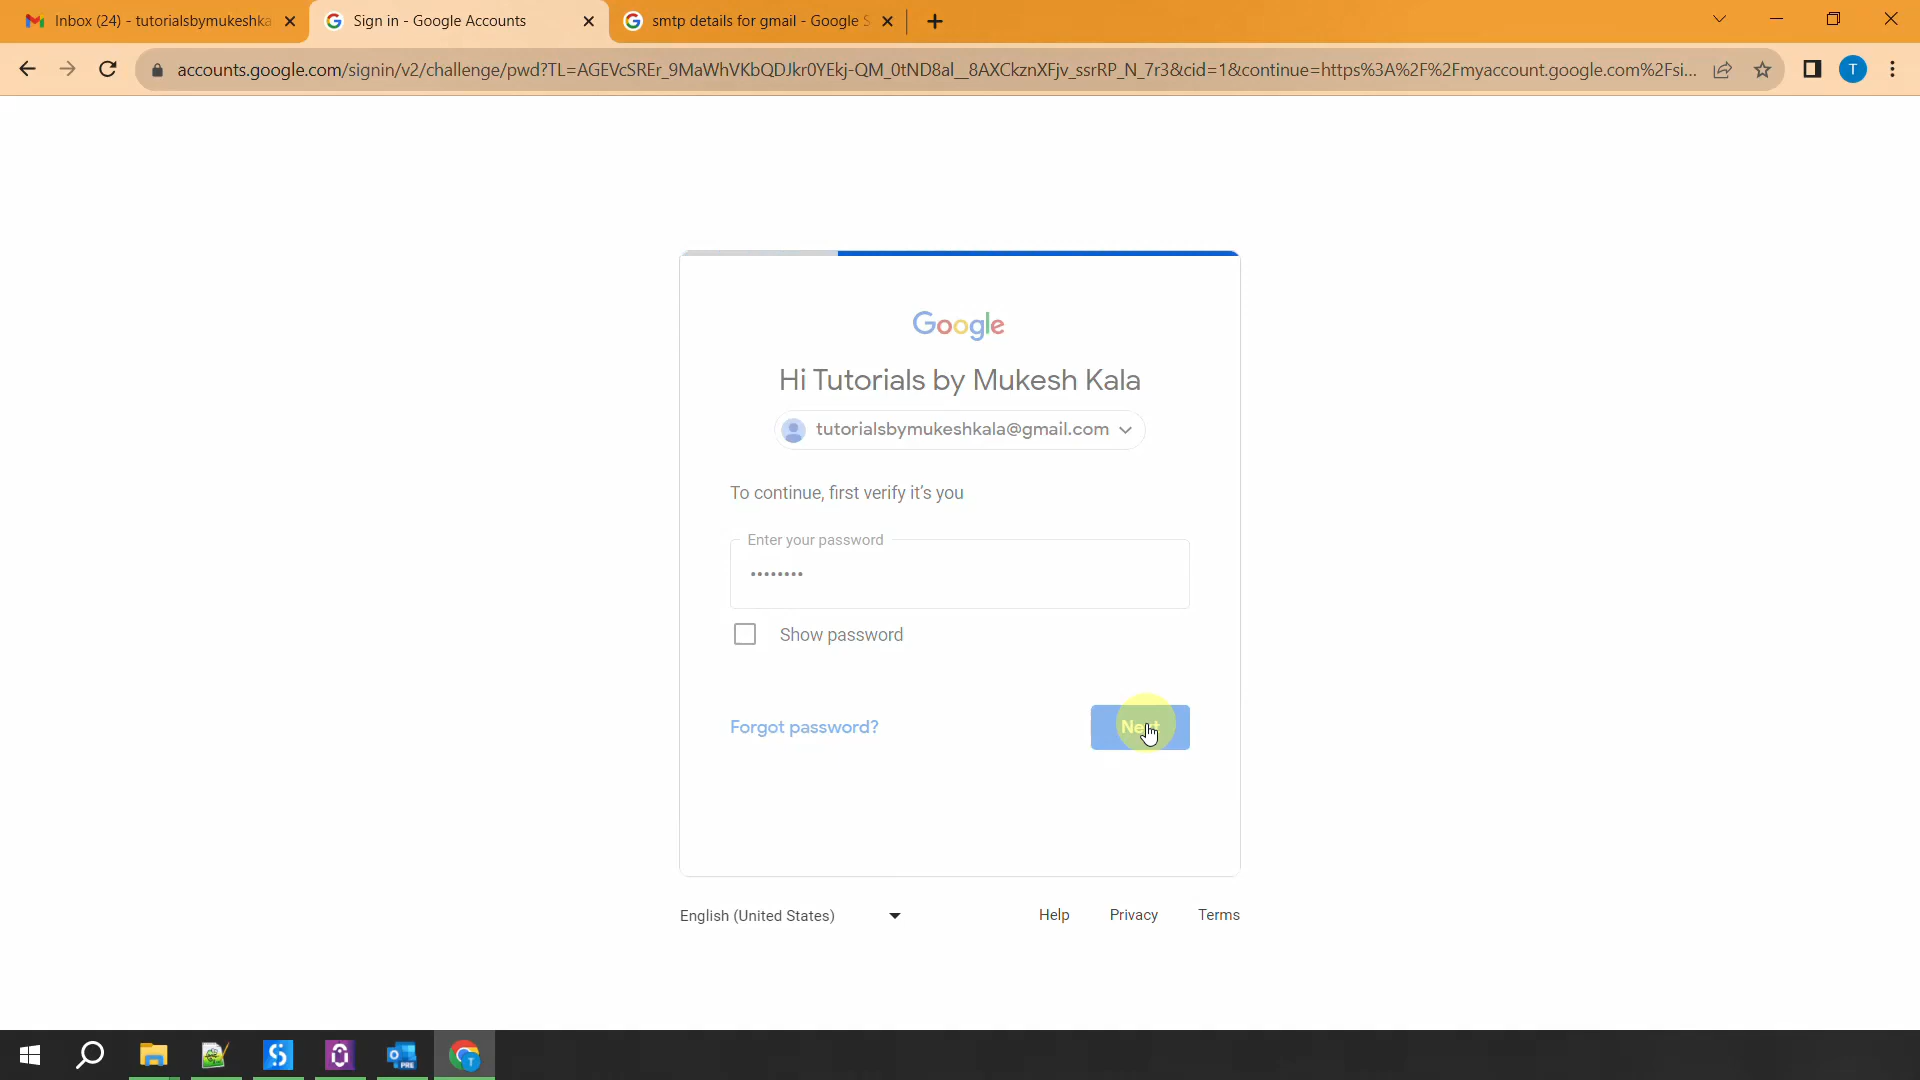 Inbox (24) - tutorialsbymukeshka
Sign in - Google Accounts
smtp details for gmail - Google S
accounts.google.com/signin/v2/challenge/pwd?TL=AGEVcSREr_9MaWhVKbQDJkr0YEkj-QM_0tND8al__8AXCkznXFjv_ssrRP_N_7r3&cid=1&continue=https%3A%2F%2Fmyaccount.google.com%2Fsi...
T
Google
Hi Tutorials by Mukesh Kala
tutorialsbymukeshkala@gmail.com
To continue, first verify it's you
Enter your password
Show password
Forgot password?
Next
English (United States)
Help
Privacy
Terms